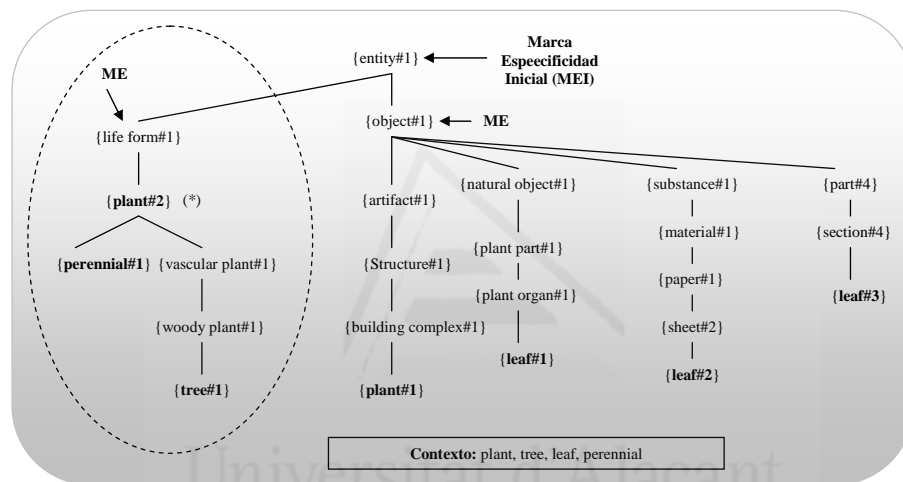 Marca
Espeecificidad
Inicial (MEI)
{entity#1}
ME
{object#1}
ME
{life form#1}
{natural object#1}
{substance#1}
{part#4}
{plant#2} (*)
{artifact#1}
{material#1}
{section#4}
{plant part#1}
{perennial#1}
{vascular plant#1}
{Structure#1}
{paper#1}
{plant organ#1}
{leaf#3}
{woody plant#1}
{building complex#1}
{sheet#2}
{leaf#1}
{leaf#2}
{tree#1}
{plant#1}
Contexto: plant, tree, leaf, perennial
Universitat d'Alacant